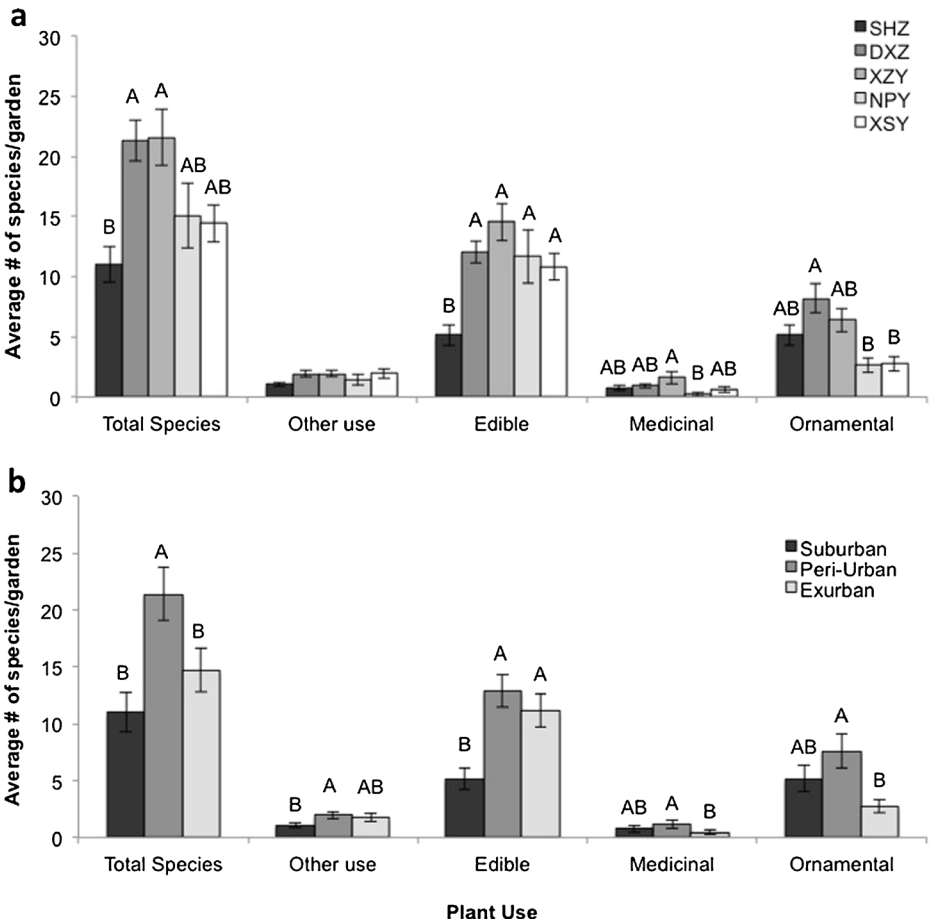 a
30
25
20
15
10
5
0
Average # of species/garden
SHZ
DXZ
XZY
NPY
XSY
B A A AB AB
B A A A A
AB AB A B AB
AB A AB B B
Total Species Other use Edible Medicinal Ornamental
b
30
25
20
15
10
5
0
Average # of species/garden
Suburban
Peri-Urban
Exurban
B A B
B A AB
B A A
AB A B
AB A B
Total Species Other use Edible Medicinal Ornamental
Plant Use